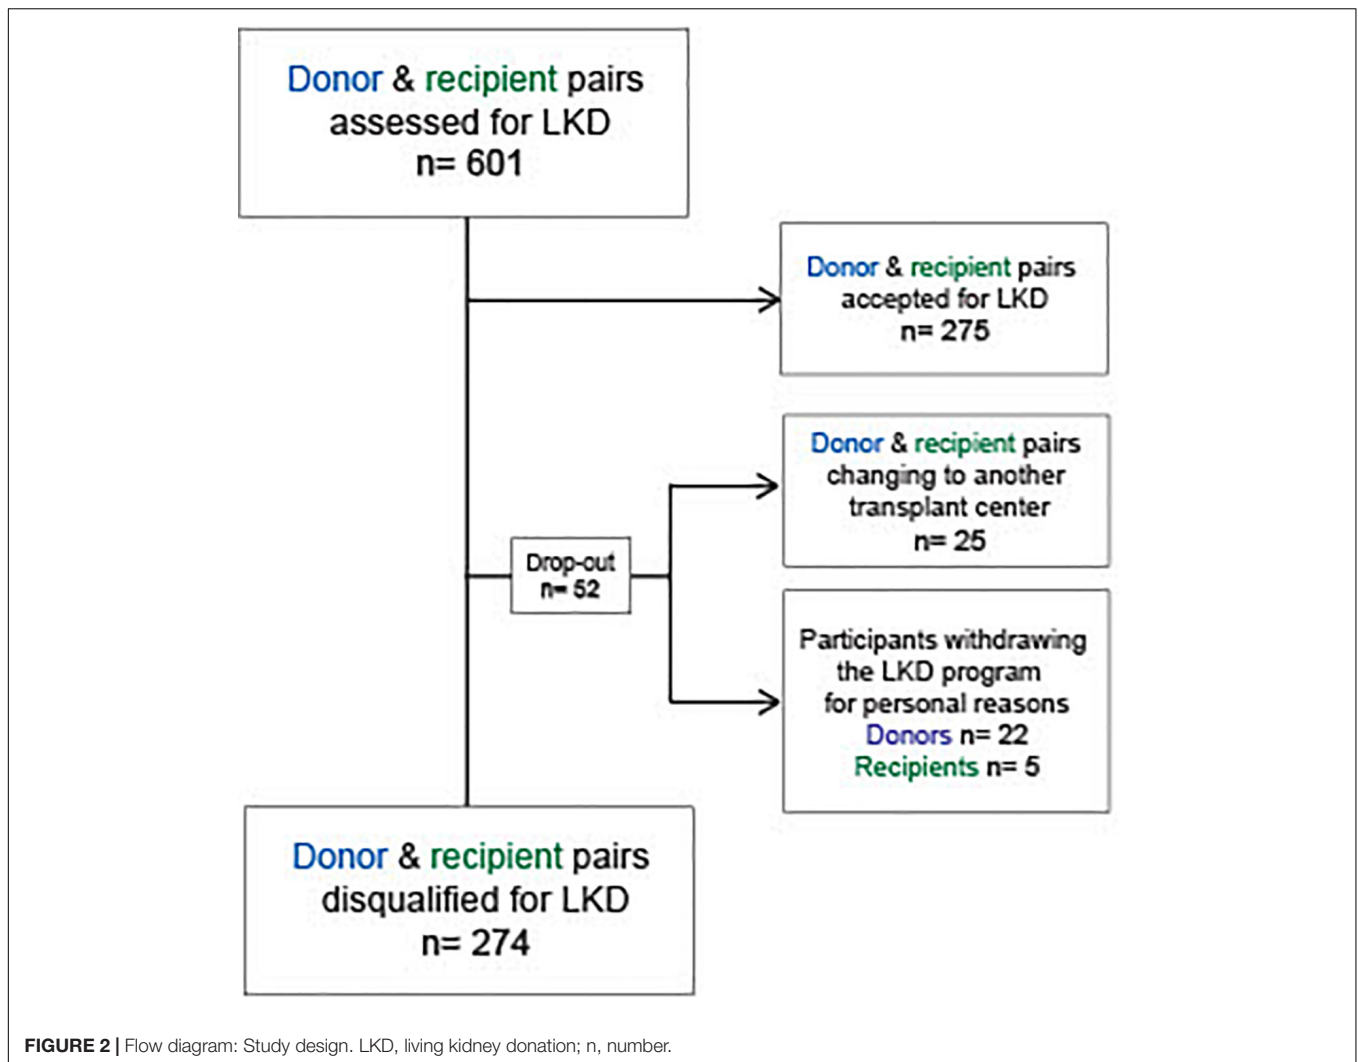 Donor & recipient pairs
assessed for LKD
n= 601
Donor & recipient pairs
accepted for LKD
n= 275
Donor & recipient pairs
changing to another
transplant center
n= 25
Drop-out
n= 52
Participants withdrawing
the LKD program
for personal reasons
Donors n= 22
Recipients n= 5
Donor & recipient pairs
disqualified for LKD
n= 274
FIGURE 2 | Flow diagram: Study design. LKD, living kidney donation; n, number.